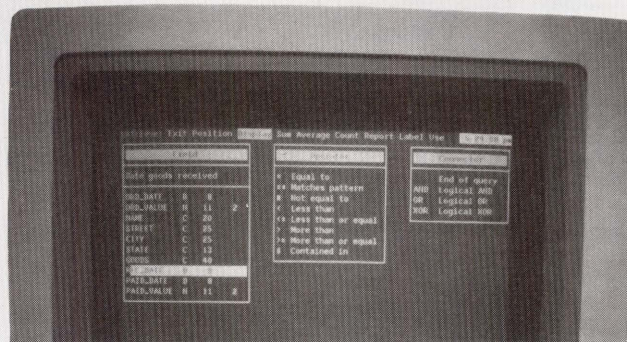 Exit Position Display Sum Average Count Report Label Use
Field
Date goods received
ORD_DATE D 8
ORD_VALUE N 11 2
NAME C 20
STREET C 25
CITY C 25
STATE C 12
GOODS C 40
PAID_DATE D 8
PAID_VALUE N 11 2
Operator
= Equal to
Matches pattern
# Not equal to
< Less than
Less than or equal
> More than
>= More than or equal
$ Contained in
Connector
End of query
AND Logical AND
OR Logical OR
XOR Logical XOR